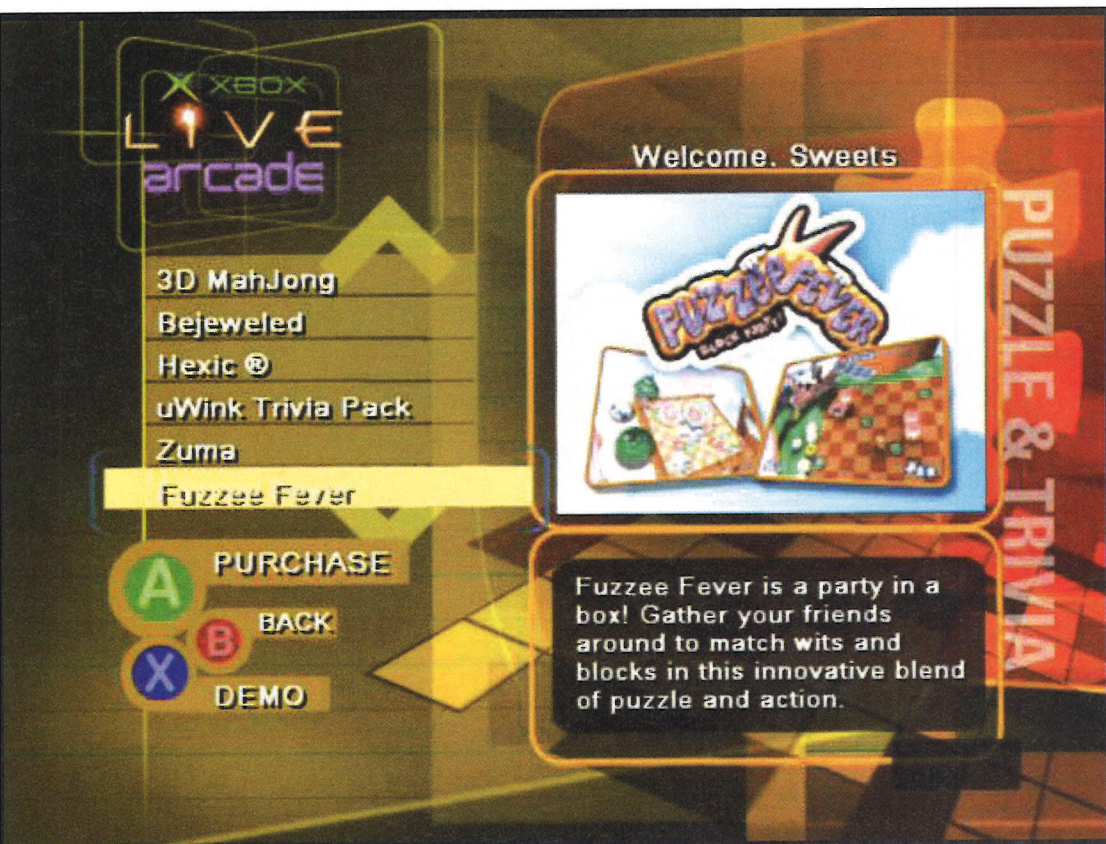 XBOX
LIVE
arcade
Welcome, Sweets
3D MahJong
Bejeweled
Hexic ®
uWink Trivia Pack
Zuma
Fuzzee Fever
A PURCHASE
B BACK
X DEMO
FUZZEE FEVER
BLOCK PARTY!
Fuzzee Fever is a party in a
box! Gather your friends
around to match wits and
blocks in this innovative blend
of puzzle and action.
PUZZLE & TRIVIA